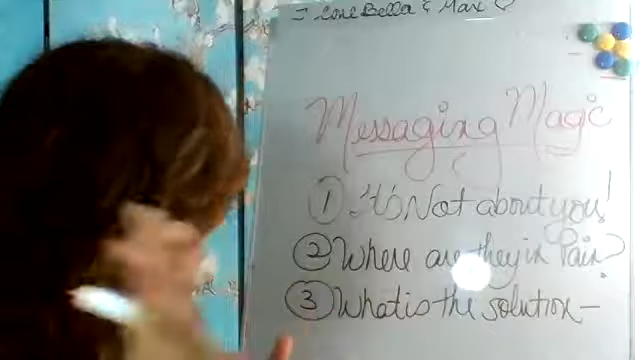 I love Bella & Max ♡
Messaging Magic
① It's Not about you!
② Where are they in Pain?
③ What is the solution –